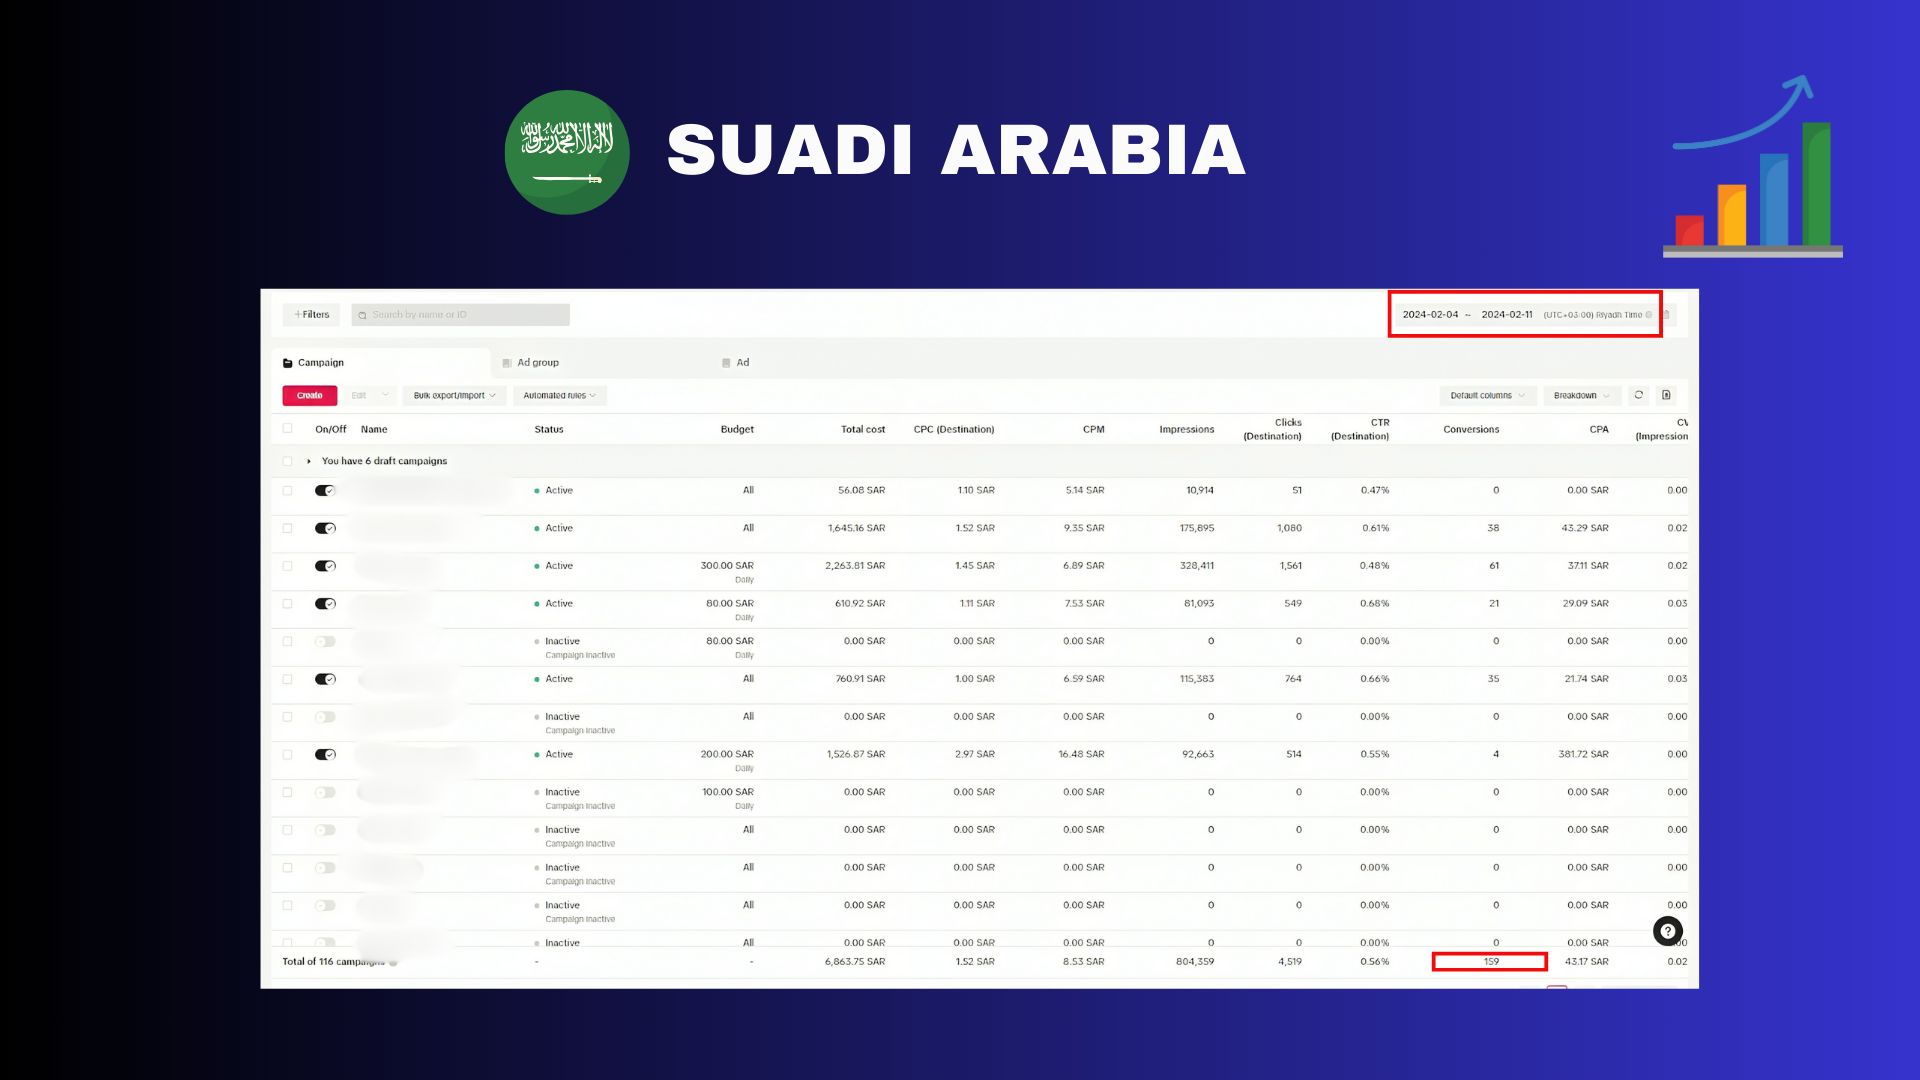 لا إله إلا الله محمد رسول الله
SUADI ARABIA
+Filters Search by name or ID 2024-02-04 ~ 2024-02-11 (UTC+03:00) Riyadh Time
Campaign Ad group Ad
Create Edit Bulk export/import Automated rules Default columns Breakdown
On/Off Name Status Budget Total cost CPC (Destination) CPM Impressions Clicks (Destination) CTR (Destination) Conversions CPA CV (Impression
You have 6 draft campaigns
Active All 56.08 SAR 1.10 SAR 5.14 SAR 10,914 51 0.47% 0 0.00 SAR 0.00
Active All 1,645.16 SAR 1.52 SAR 9.35 SAR 175,895 1,080 0.61% 38 43.29 SAR 0.02
Active 300.00 SAR 2,263.81 SAR 1.45 SAR 6.89 SAR 328,411 1,561 0.48% 61 37.11 SAR 0.02
Daily
Active 80.00 SAR 610.92 SAR 1.11 SAR 7.53 SAR 81,093 549 0.68% 21 29.09 SAR 0.03
Daily
Inactive 80.00 SAR 0.00 SAR 0.00 SAR 0.00 SAR 0 0 0.00% 0 0.00 SAR 0.00
Campaign inactive Daily
Active All 760.91 SAR 1.00 SAR 6.59 SAR 115,383 764 0.66% 35 21.74 SAR 0.03
Inactive All 0.00 SAR 0.00 SAR 0.00 SAR 0 0 0.00% 0 0.00 SAR 0.00
Campaign inactive
Active 200.00 SAR 1,526.87 SAR 2.97 SAR 16.48 SAR 92,663 514 0.55% 4 381.72 SAR 0.00
Daily
Inactive 100.00 SAR 0.00 SAR 0.00 SAR 0.00 SAR 0 0 0.00% 0 0.00 SAR 0.00
Campaign inactive Daily
Inactive All 0.00 SAR 0.00 SAR 0.00 SAR 0 0 0.00% 0 0.00 SAR 0.00
Campaign inactive
Inactive All 0.00 SAR 0.00 SAR 0.00 SAR 0 0 0.00% 0 0.00 SAR 0.00
Campaign inactive
Inactive All 0.00 SAR 0.00 SAR 0.00 SAR 0 0 0.00% 0 0.00 SAR 0.00
Campaign inactive
Inactive All 0.00 SAR 0.00 SAR 0.00 SAR 0 0 0.00% 0 0.00 SAR
Total of 116 campaigns - - 6,863.75 SAR 1.52 SAR 8.53 SAR 804,359 4,519 0.56% 159 43.17 SAR 0.02